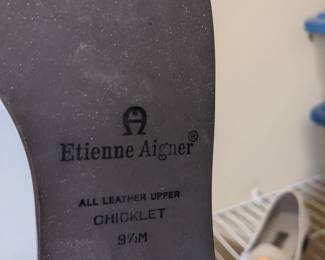 Etienne Aigner®
ALL LEATHER UPPER
CHICKLET
9½M